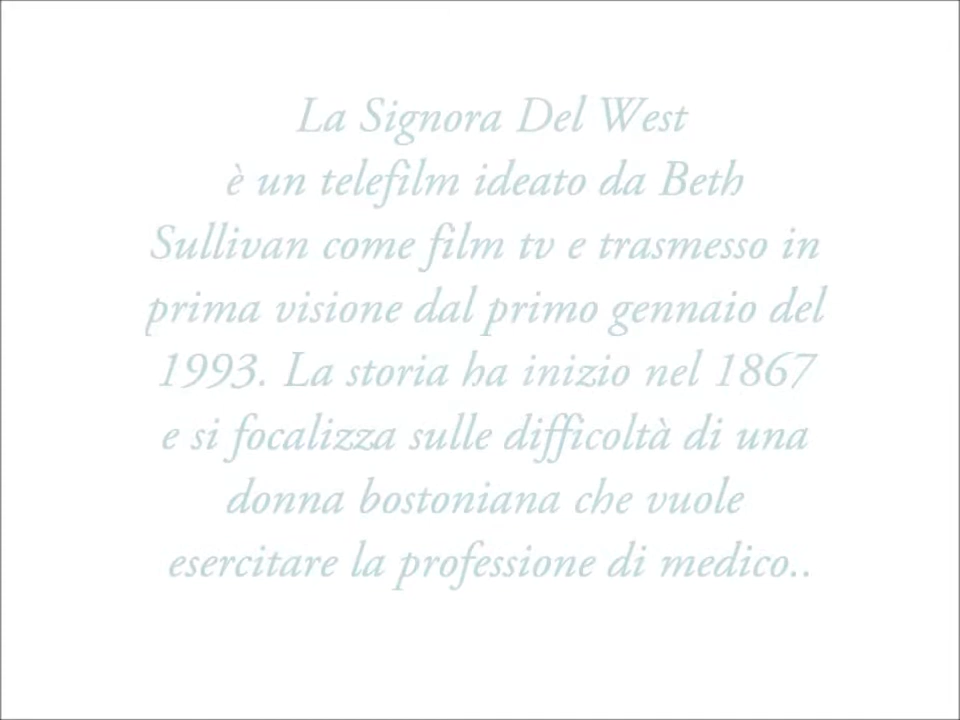 La Signora Del West
è un telefilm ideato da Beth
Sullivan come film tv e trasmesso in
prima visione dal primo gennaio del
1993. La storia ha inizio nel 1867
e si focalizza sulle difficoltà di una
donna bostoniana che vuole
esercitare la professione di medico..